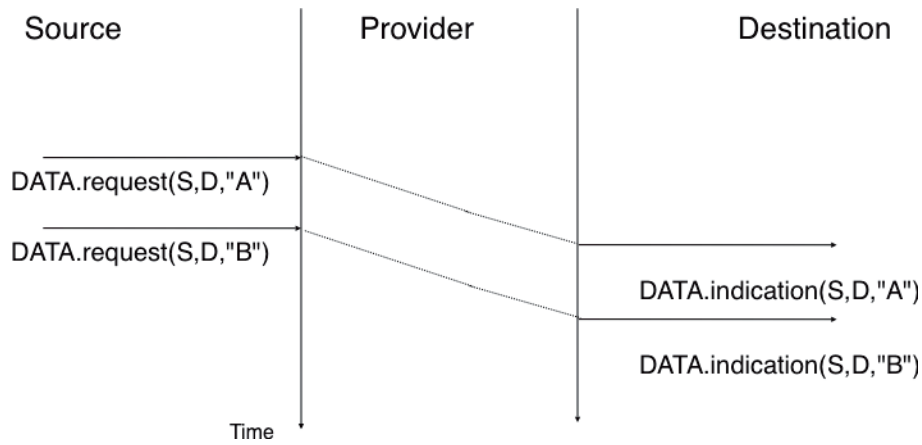 Source
Provider
Destination
DATA.request(S,D,"A")
DATA.request(S,D,"B")
DATA.indication(S,D,"A")
DATA.indication(S,D,"B")
Time